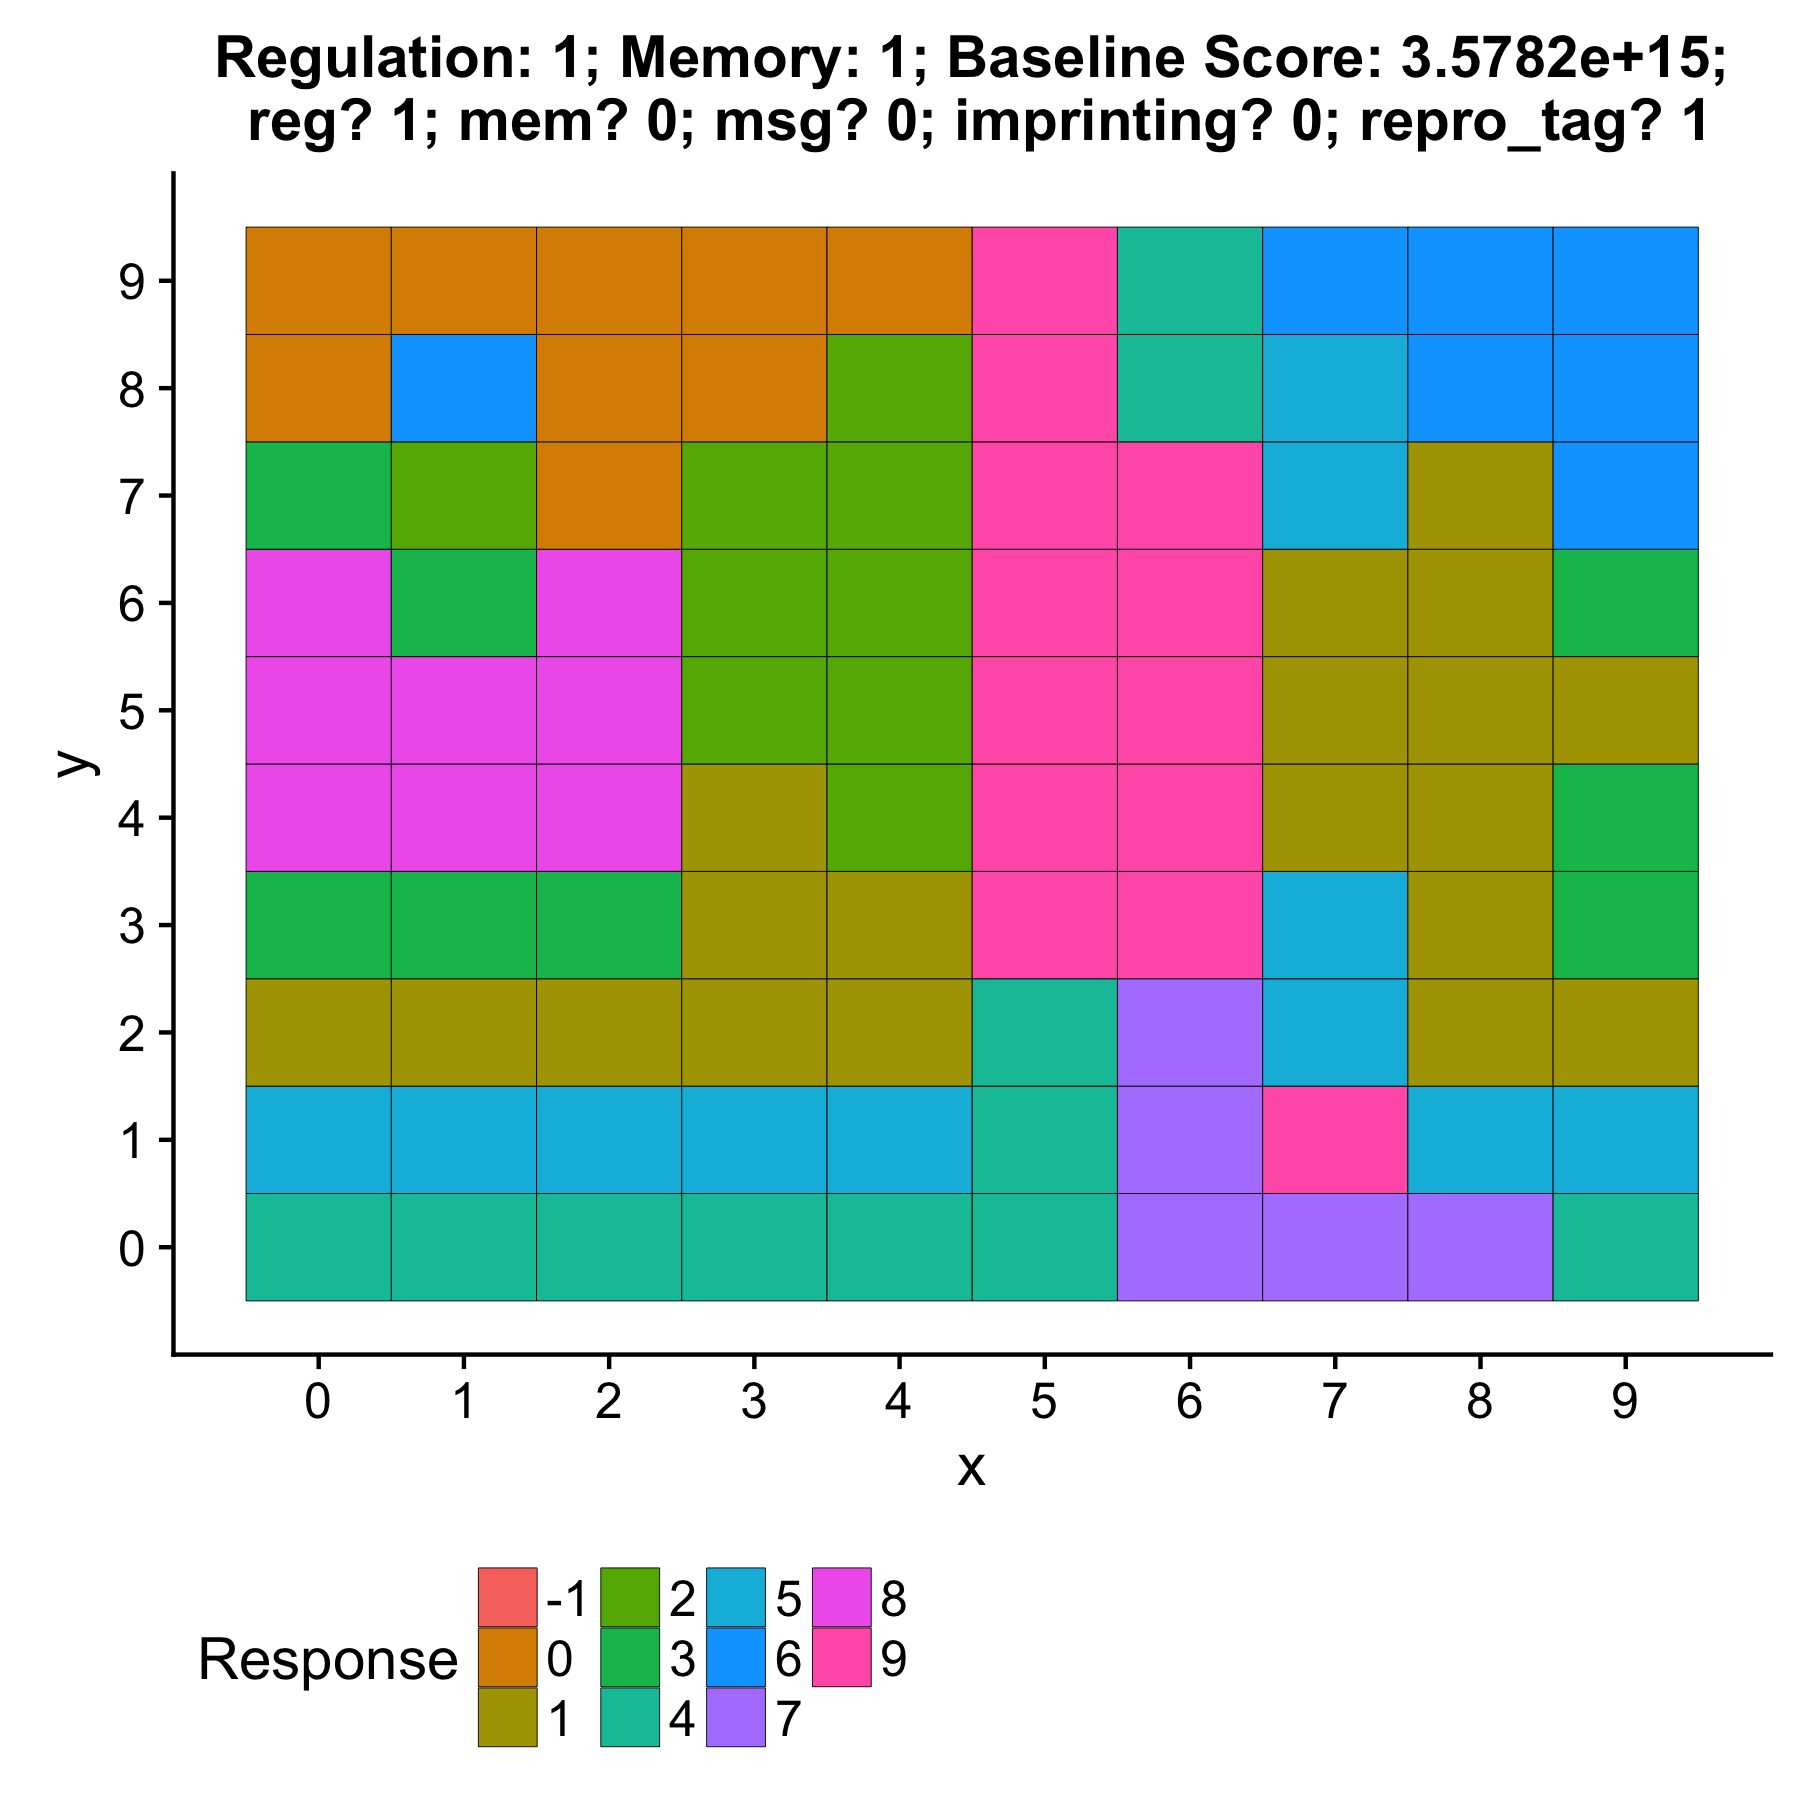 Regulation: 1; Memory: 1; Baseline Score: 3.5782e+15;
reg? 1; mem? 0; msg? 0; imprinting? 0; repro_tag? 1
9
8
7
6
5
4
3
2
1
0
y
0 1 2 3 4 5 6 7 8 9
x
Response
-1 2 5 8
0 3 6 9
1 4 7